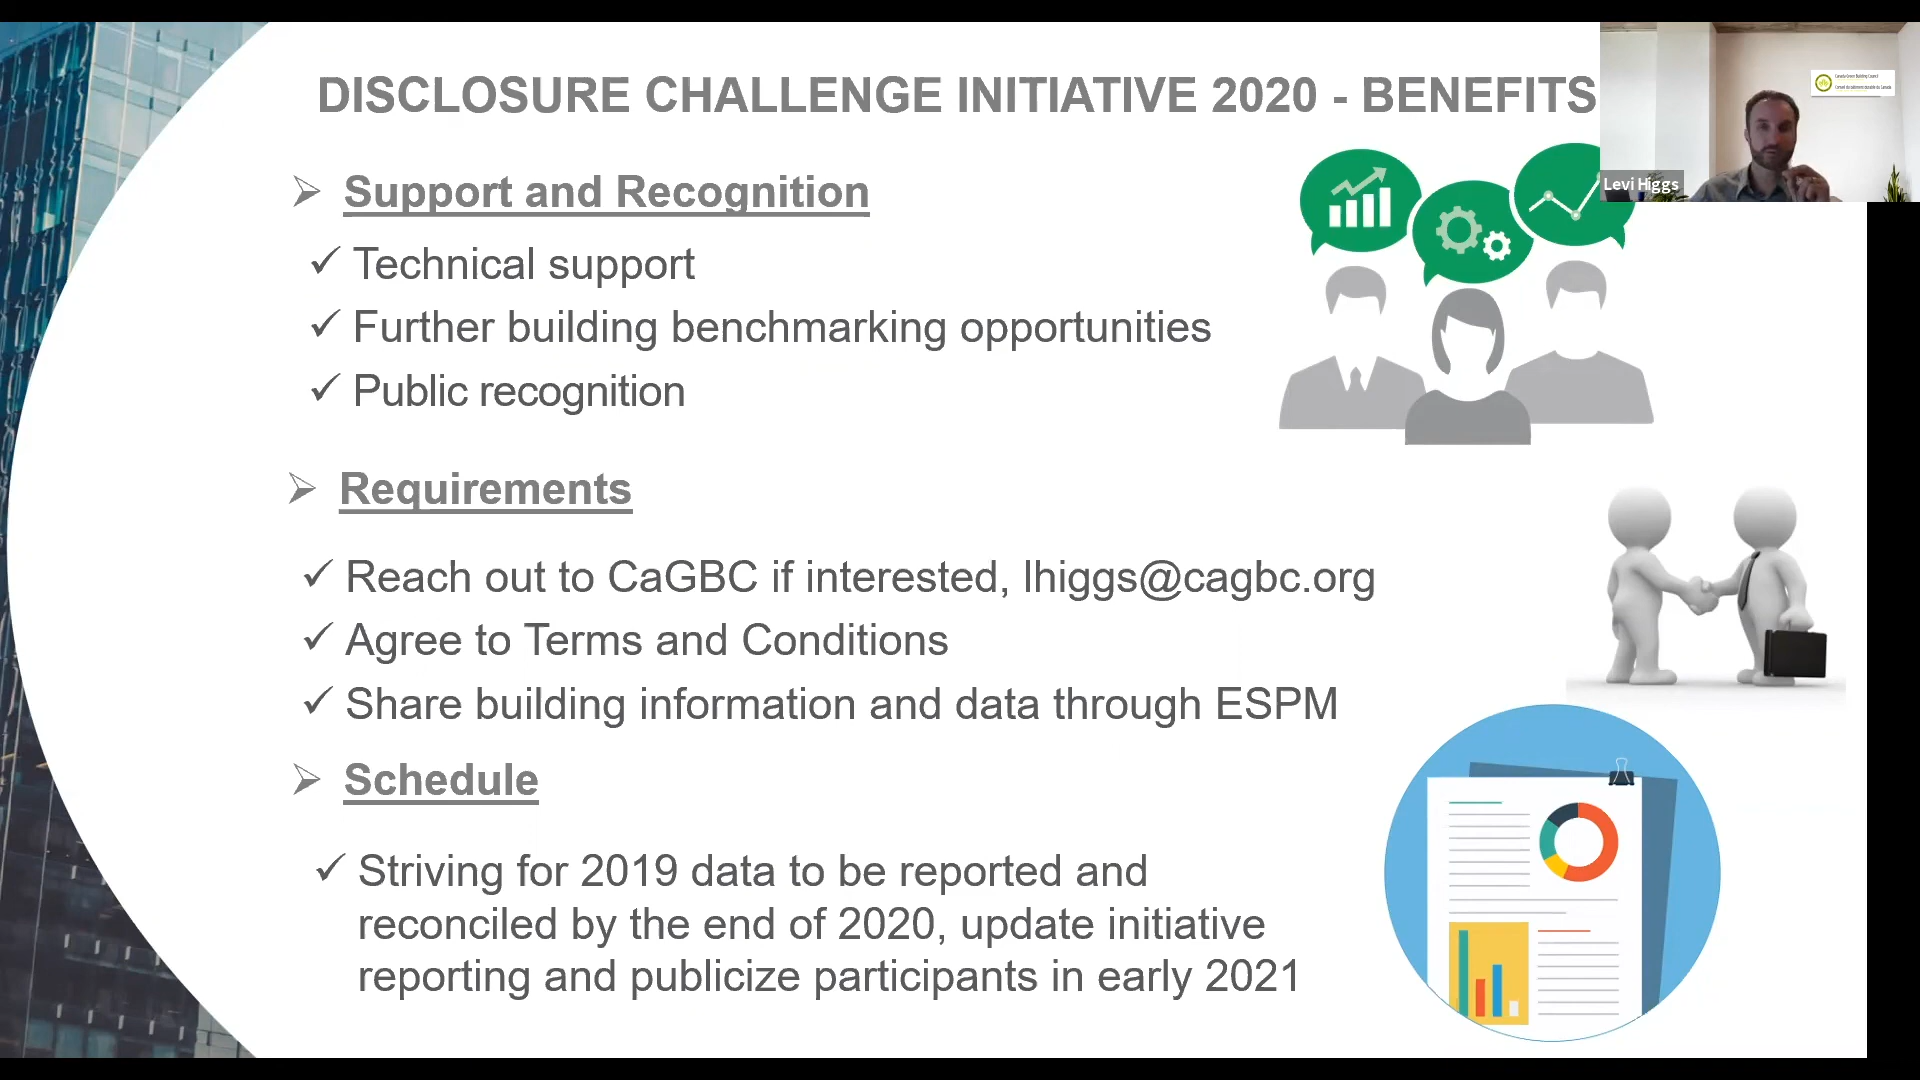 DISCLOSURE CHALLENGE INITIATIVE 2020 - BENEFITS
Levi Higgs
Support and Recognition
Technical support
Further building benchmarking opportunities
Public recognition
Requirements
Reach out to CaGBC if interested, lhiggs@cagbc.org
Agree to Terms and Conditions
Share building information and data through ESPM
Schedule
Striving for 2019 data to be reported and
reconciled by the end of 2020, update initiative
reporting and publicize participants in early 2021